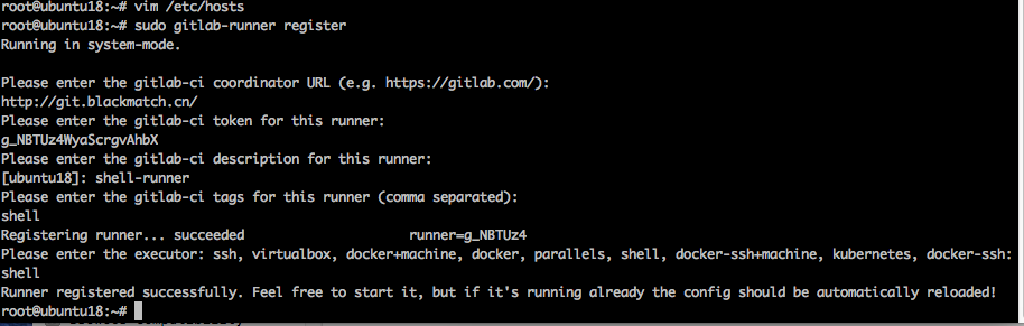 root@ubuntu18:~# vim /etc/hosts
root@ubuntu18:~# sudo gitlab-runner register
Running in system-mode.
Please enter the gitlab-ci coordinator URL (e.g. https://gitlab.com/):
http://git.blackmatch.cn/
Please enter the gitlab-ci token for this runner:
g_NBTUz4WyaScrgvAhbX
Please enter the gitlab-ci description for this runner:
[ubuntu18]: shell-runner
Please enter the gitlab-ci tags for this runner (comma separated):
shell
Registering runner... succeeded                     runner=g_NBTUz4
Please enter the executor: ssh, virtualbox, docker+machine, docker, parallels, shell, docker-ssh+machine, kubernetes, docker-ssh:
shell
Runner registered successfully. Feel free to start it, but if it's running already the config should be automatically reloaded!
root@ubuntu18:~#